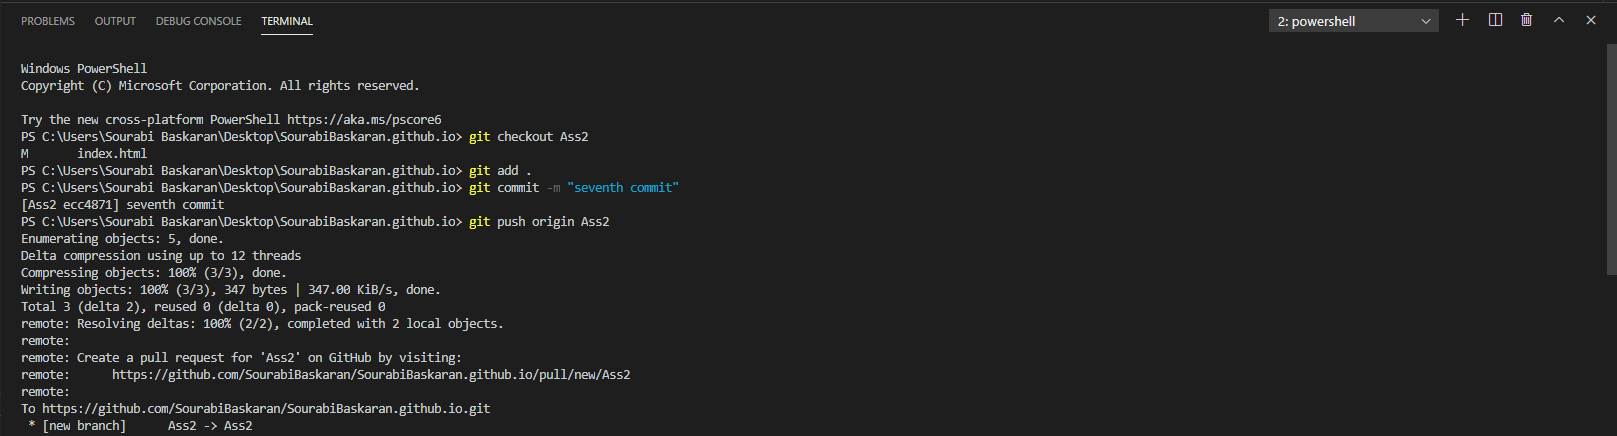 PROBLEMS OUTPUT DEBUG CONSOLE TERMINAL 2: powershell
Windows PowerShell
Copyright (C) Microsoft Corporation. All rights reserved.
Try the new cross-platform PowerShell https://aka.ms/pscore6
PS C:\Users\Sourabi Baskaran\Desktop\SourabiBaskaran.github.io> git checkout Ass2
M       index.html
PS C:\Users\Sourabi Baskaran\Desktop\SourabiBaskaran.github.io> git add .
PS C:\Users\Sourabi Baskaran\Desktop\SourabiBaskaran.github.io> git commit -m "seventh commit"
[Ass2 ecc4871] seventh commit
PS C:\Users\Sourabi Baskaran\Desktop\SourabiBaskaran.github.io> git push origin Ass2
Enumerating objects: 5, done.
Delta compression using up to 12 threads
Compressing objects: 100% (3/3), done.
Writing objects: 100% (3/3), 347 bytes | 347.00 KiB/s, done.
Total 3 (delta 2), reused 0 (delta 0), pack-reused 0
remote: Resolving deltas: 100% (2/2), completed with 2 local objects.
remote:
remote: Create a pull request for 'Ass2' on GitHub by visiting:
remote:      https://github.com/SourabiBaskaran/SourabiBaskaran.github.io/pull/new/Ass2
remote:
To https://github.com/SourabiBaskaran/SourabiBaskaran.github.io.git
 * [new branch]      Ass2 -> Ass2